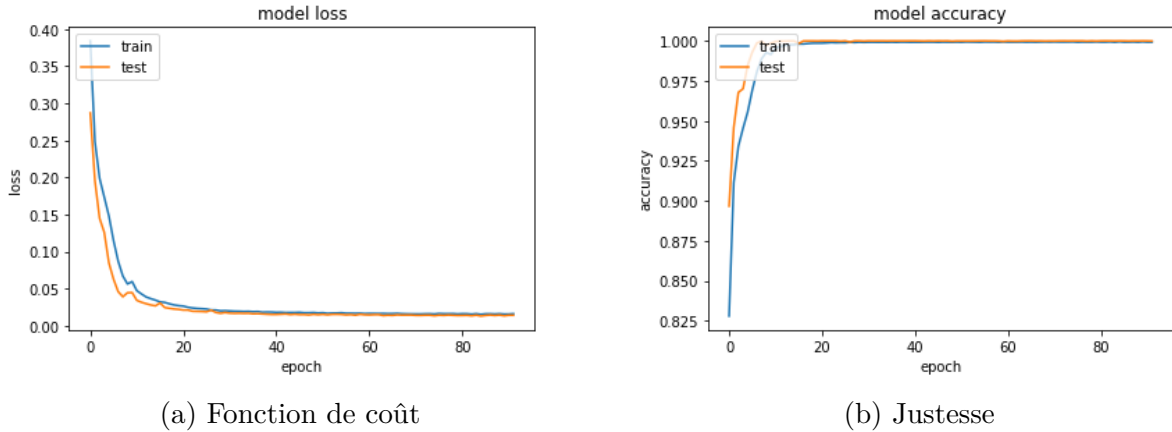 model loss
0.40
0.35
0.30
0.25
0.20
0.15
0.10
0.05
0.00
loss
train
test
0 20 40 60 80
epoch
(a) Fonction de coût
model accuracy
1.000
0.975
0.950
0.925
0.900
0.875
0.850
0.825
accuracy
train
test
0 20 40 60 80
epoch
(b) Justesse